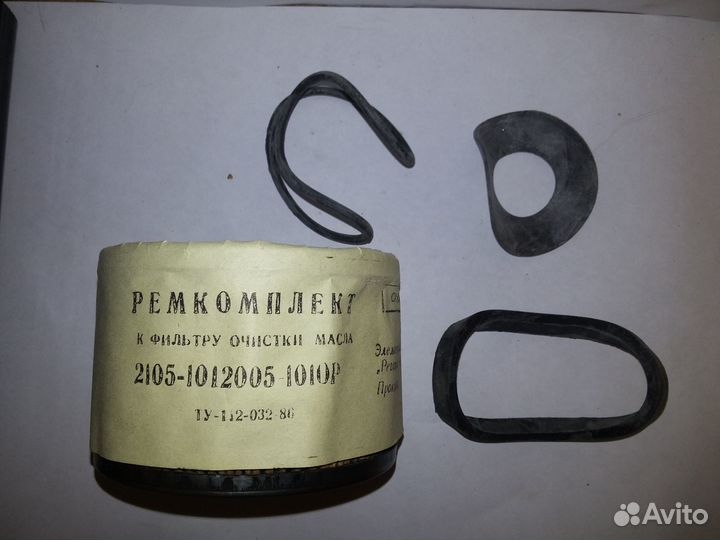 РЕМКОМПЛЕКТ
К ФИЛЬТРУ ОЧИСТКИ МАСЛА
2105-1012005-1010Р
ТУ-112-032-86
Avito